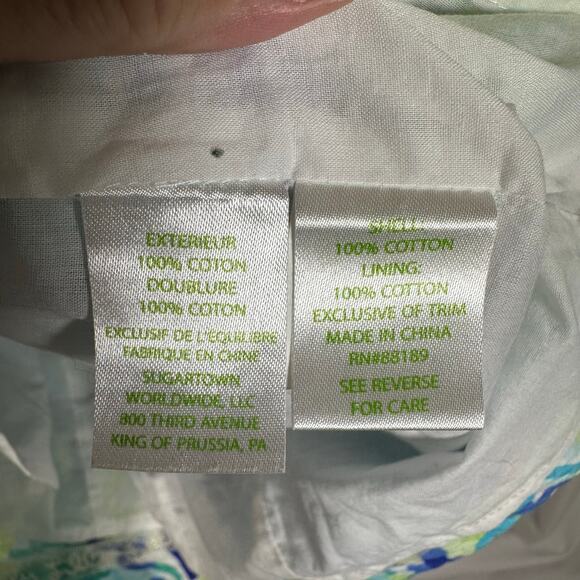 EXTERIEUR
100% COTON
DOUBLURE
100% COTON
EXCLUSIF DE L'EQUILIBRE
FABRIQUE EN CHINE
SUGARTOWN
WORLDWIDE, LLC
800 THIRD AVENUE
KING OF PRUSSIA, PA
SHELL:
100% COTTON
LINING:
100% COTTON
EXCLUSIVE OF TRIM
MADE IN CHINA
RN#88189
SEE REVERSE
FOR CARE